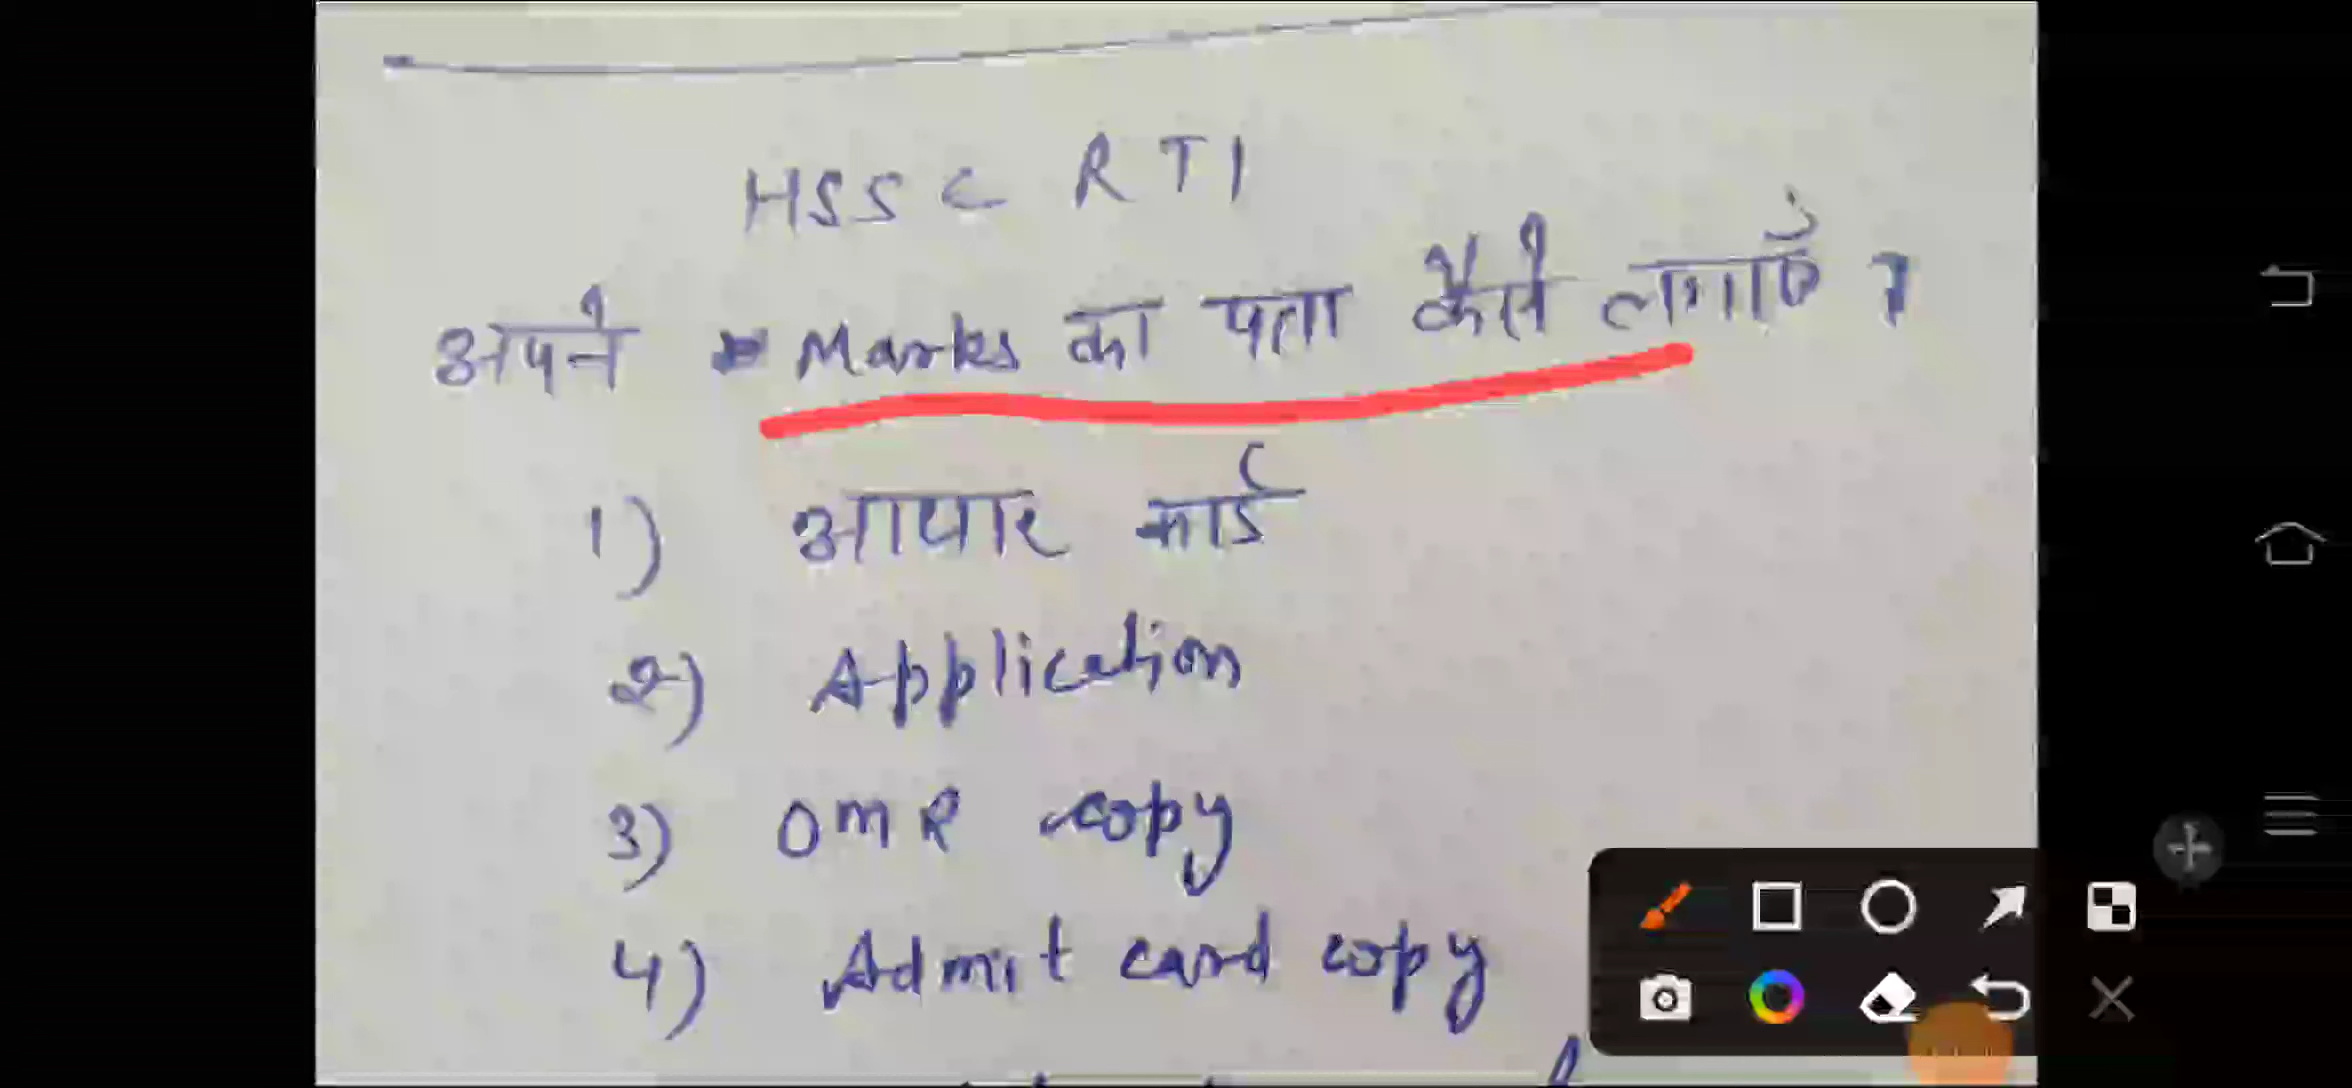 HSSC RTI
अपने Marks का पता कैसे लगाऐं ?
1) आधार कार्ड
2) Application
3) OMR copy
4) Admit card copy